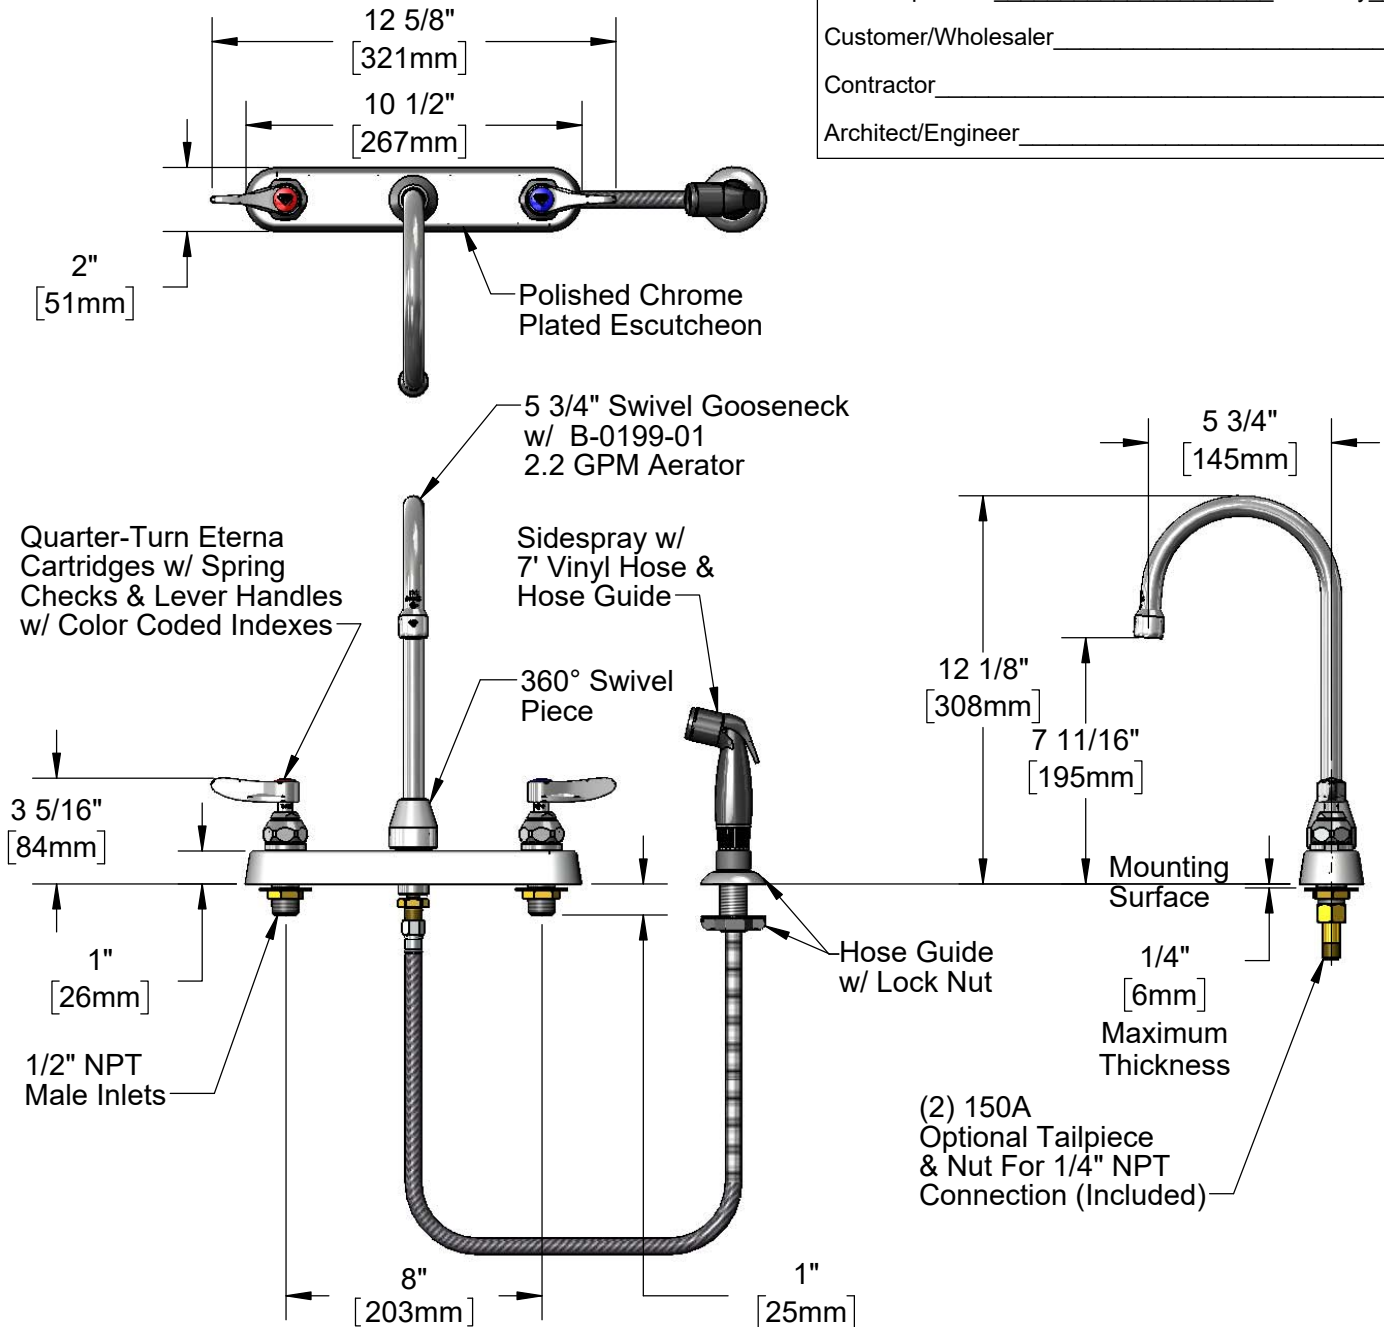 Customer/Wholesaler
Contractor
Architect/Engineer
12 5/8"
[321mm]
10 1/2"
[267mm]
2"
[51mm]
Polished Chrome
Plated Escutcheon
5 3/4" Swivel Gooseneck
w/ B-0199-01
2.2 GPM Aerator
5 3/4"
[145mm]
Quarter-Turn Eterna
Cartridges w/ Spring
Checks & Lever Handles
w/ Color Coded Indexes
Sidespray w/
7' Vinyl Hose &
Hose Guide
360° Swivel
Piece
12 1/8"
[308mm]
7 11/16"
[195mm]
3 5/16"
[84mm]
Mounting
Surface
1"
[26mm]
Hose Guide
w/ Lock Nut
1/4"
[6mm]
Maximum
Thickness
1/2" NPT
Male Inlets
(2) 150A
Optional Tailpiece
& Nut For 1/4" NPT
Connection (Included)
8"
[203mm]
1"
[25mm]